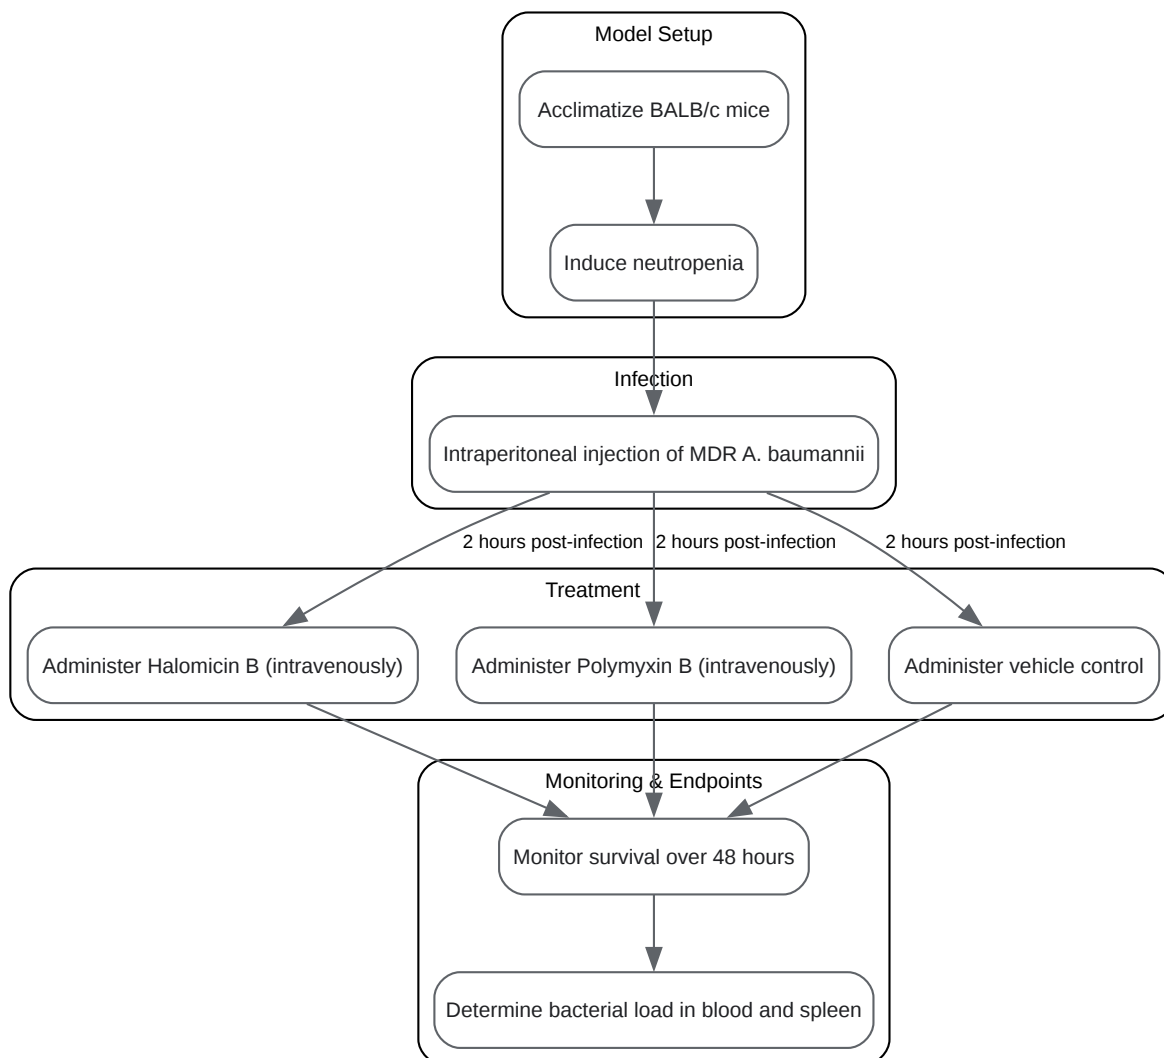 Model Setup
Acclimatize BALB/c mice
Induce neutropenia
Infection
Intraperitoneal injection of MDR A. baumannii
2 hours post-infection
2 hours post-infection
2 hours post-infection
Treatment
Administer Halomicin B (intravenously)
Administer Polymyxin B (intravenously)
Administer vehicle control
Monitoring & Endpoints
Monitor survival over 48 hours
Determine bacterial load in blood and spleen